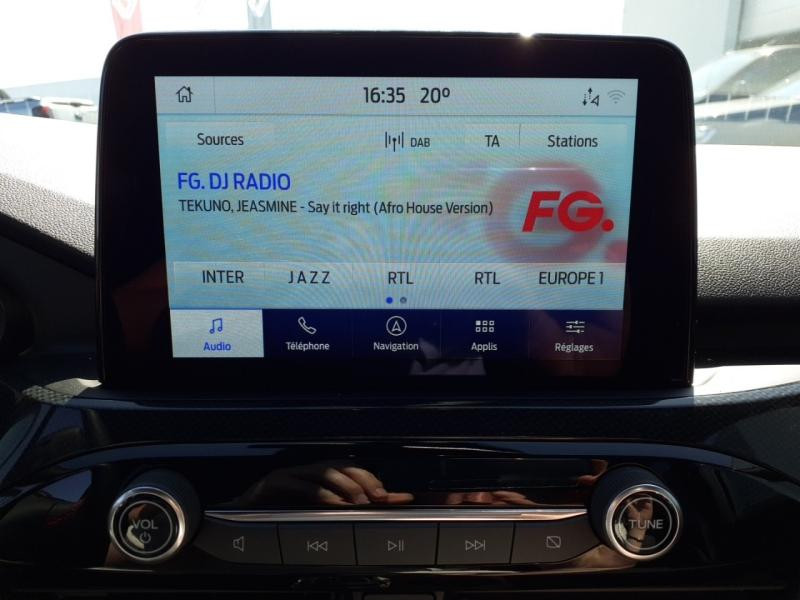 16:35 20º
Sources DAB TA Stations
FG. DJ RADIO
TEKUNO, JEASMINE - Say it right (Afro House Version)
FG.
INTER JAZZ RTL RTL EUROPE 1
Audio Téléphone Navigation Applis Réglages
VOL TUNE